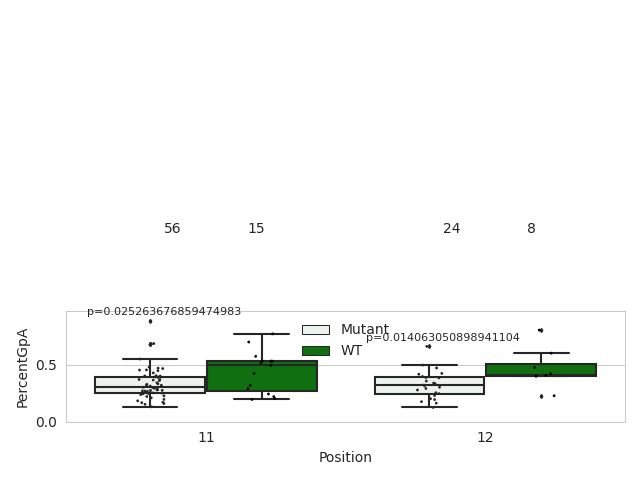 56 15 24 8
p=0.025263676859474983
Mutant
p=0.014063050898941104
WT
PercentGpA
0.5
0.0
11 12
Position